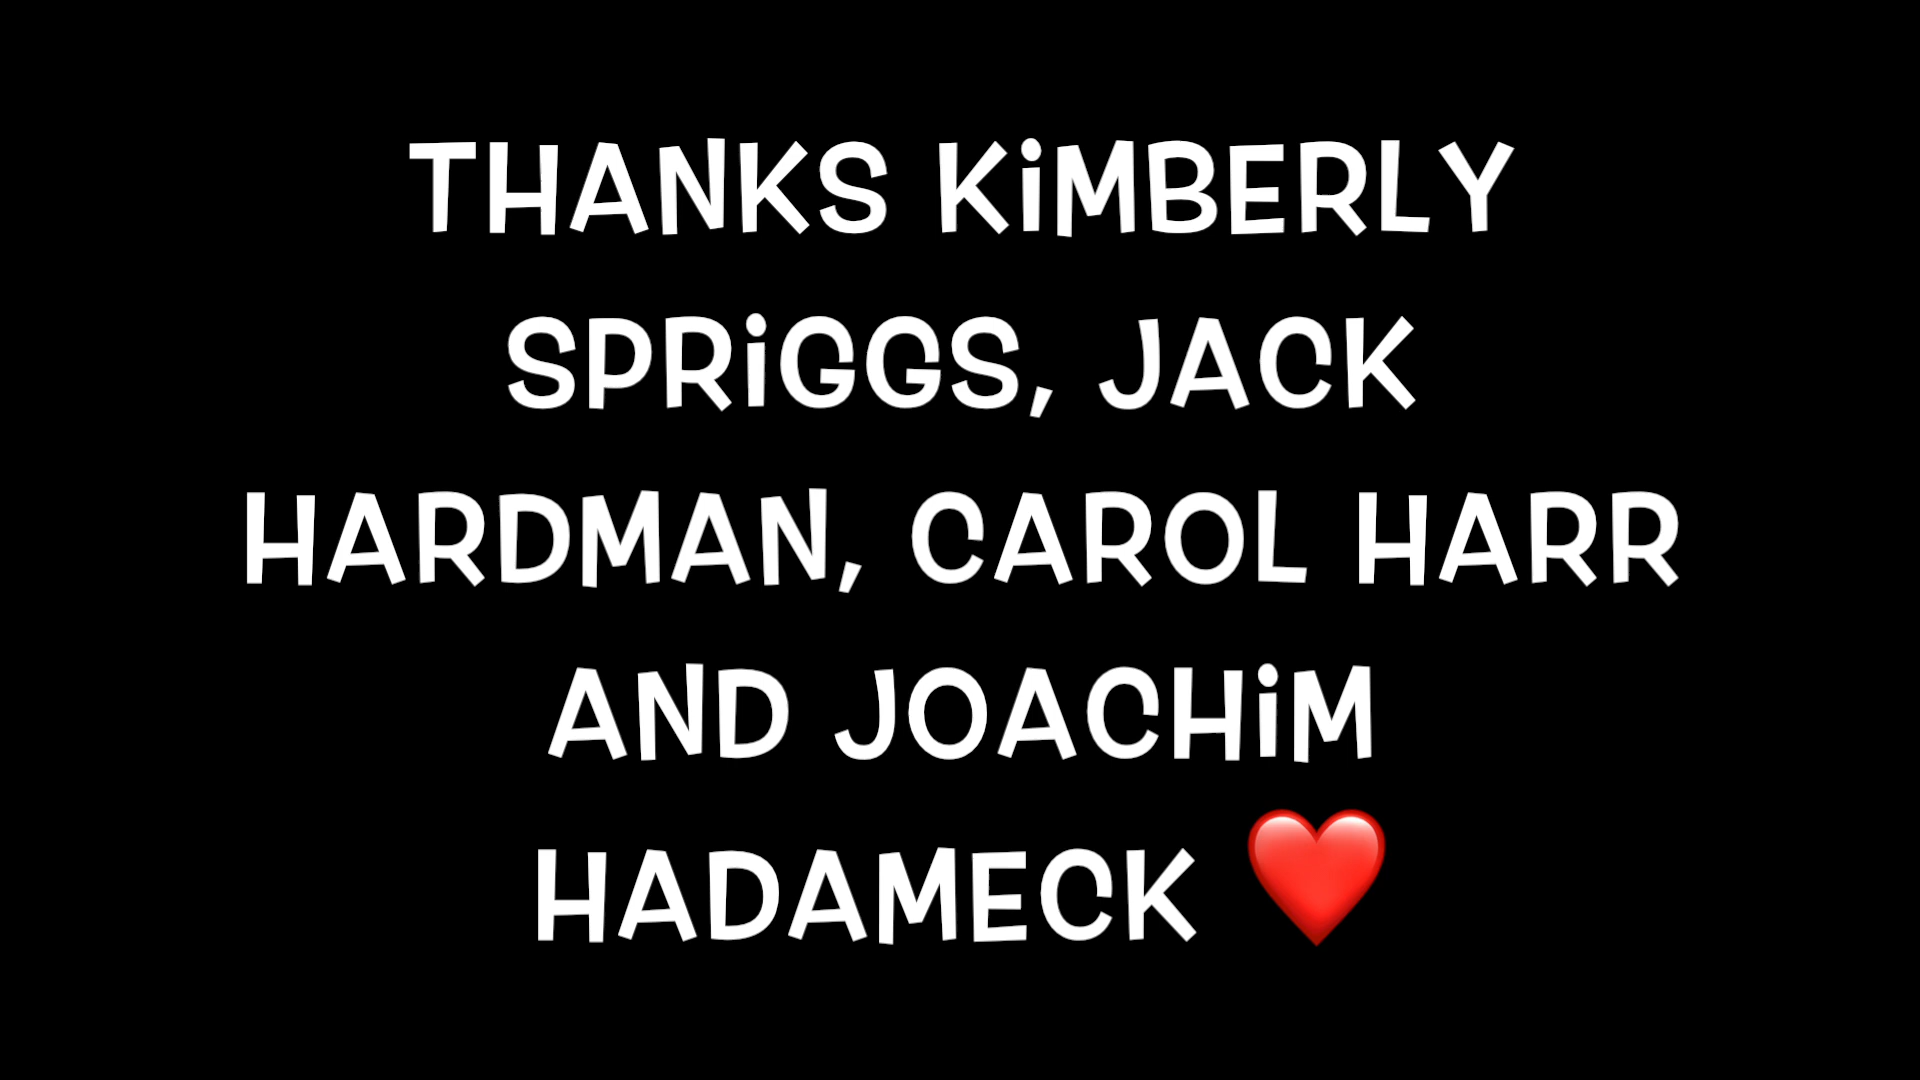 THANKS KiMBERLY
SPRiGGS, JACK
HARDMAN, CAROL HARR
AND JOACHiM
HADAMECK ❤️